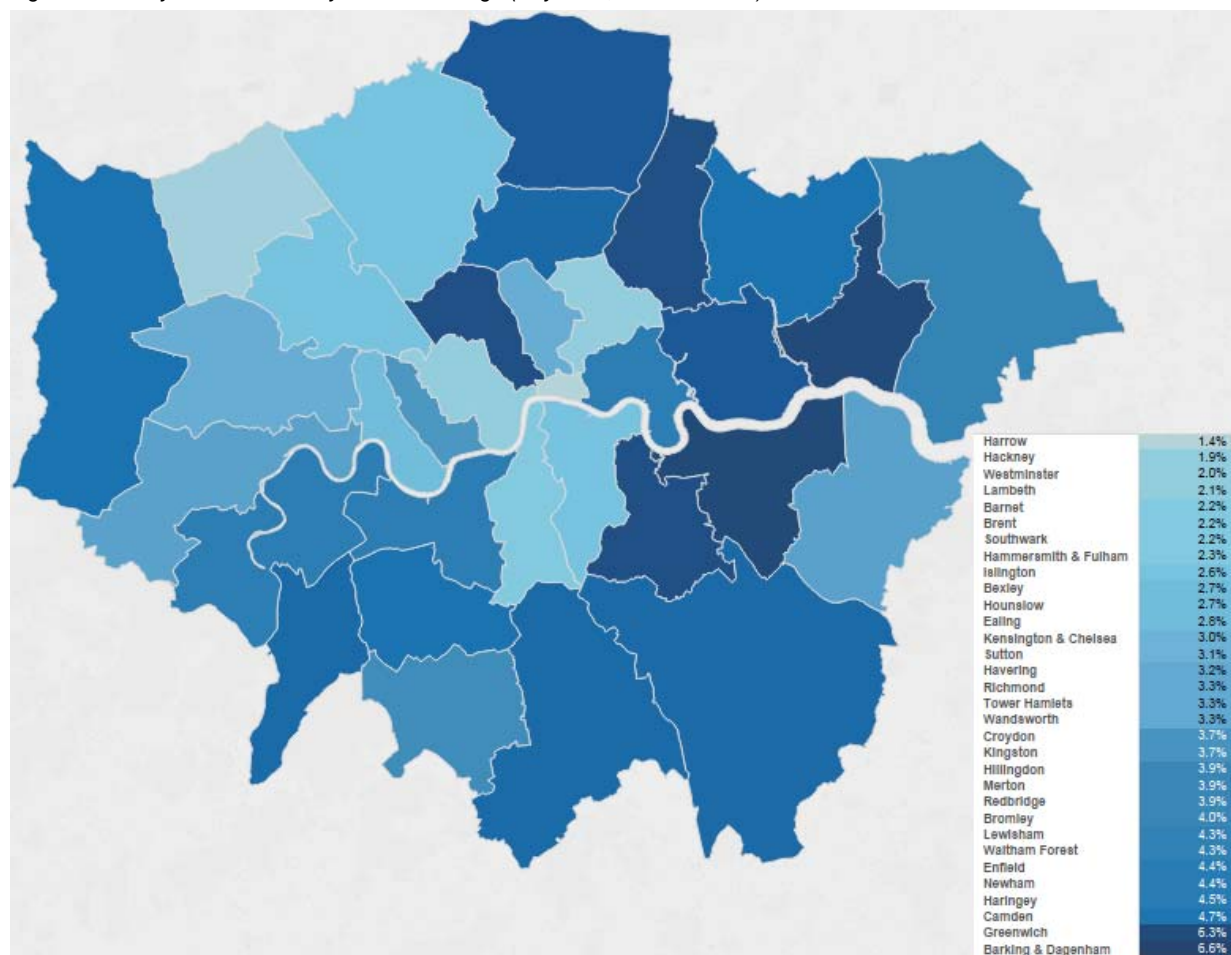 Harrow 1.4%
Hackney 1.9%
Westminster 2.0%
Lambeth 2.1%
Barnet 2.2%
Brent 2.2%
Southwark 2.2%
Hammersmith & Fulham 2.3%
Islington 2.6%
Bexley 2.7%
Hounslow 2.7%
Ealing 2.8%
Kensington & Chelsea 3.0%
Sutton 3.1%
Havering 3.2%
Richmond 3.3%
Tower Hamlets 3.3%
Wandsworth 3.3%
Croydon 3.7%
Kingston 3.7%
Hillingdon 3.9%
Merton 3.9%
Redbridge 3.9%
Bromley 4.0%
Lewisham 4.3%
Waltham Forest 4.3%
Enfield 4.4%
Newham 4.4%
Haringey 4.5%
Camden 4.7%
Greenwich 6.3%
Barking & Dagenham 6.6%